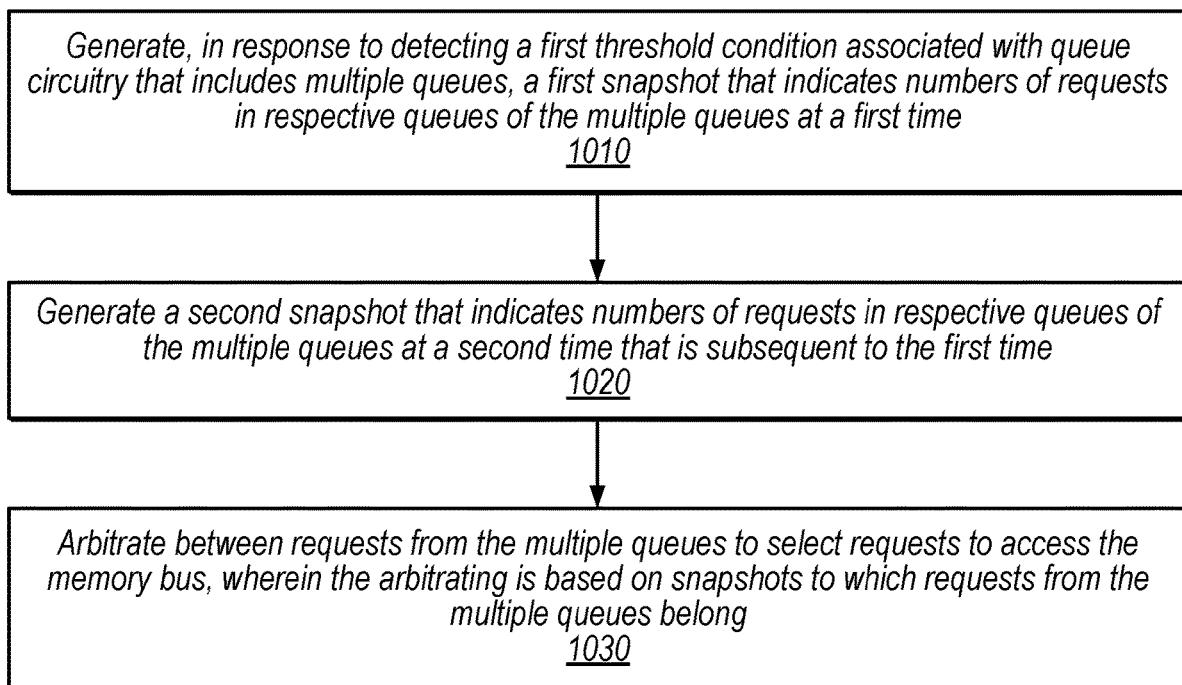 Generate, in response to detecting a first threshold condition associated with queue
circuitry that includes multiple queues, a first snapshot that indicates numbers of requests
in respective queues of the multiple queues at a first time
1010
Generate a second snapshot that indicates numbers of requests in respective queues of
the multiple queues at a second time that is subsequent to the first time
1020
Arbitrate between requests from the multiple queues to select requests to access the
memory bus, wherein the arbitrating is based on snapshots to which requests from the
multiple queues belong
1030